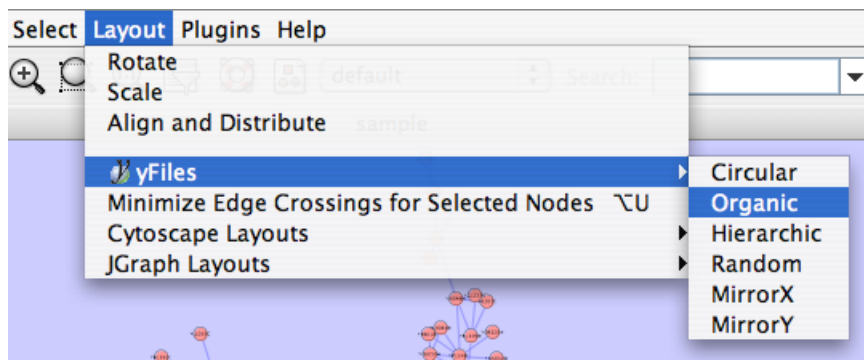 Select Layout Plugins Help
Rotate
Scale
default
Search:
Align and Distribute
sample
yFiles
Circular
Minimize Edge Crossings for Selected Nodes ⌥U
Organic
Cytoscape Layouts
Hierarchic
JGraph Layouts
Random
MirrorX
MirrorY